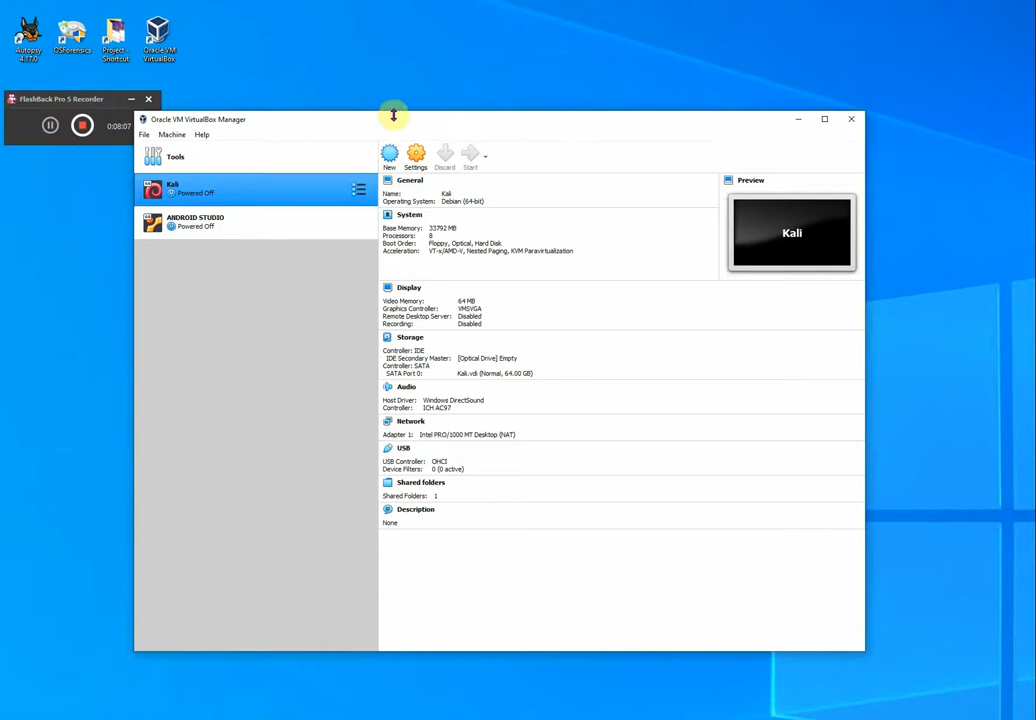 Autopsy
4.17.0
OSForensics
Project -
Shortcut
Oracle VM
VirtualBox
FlashBack Pro 5 Recorder
0:08:07
Oracle VM VirtualBox Manager
File Machine Help
Tools
New Settings Discard Start
Kali
Powered Off
ANDROID STUDIO
Powered Off
General
Name: Kali
Operating System: Debian (64-bit)
System
Base Memory: 33792 MB
Processors: 8
Boot Order: Floppy, Optical, Hard Disk
Acceleration: VT-x/AMD-V, Nested Paging, KVM Paravirtualization
Preview
Kali
Display
Video Memory: 64 MB
Graphics Controller: VMSVGA
Remote Desktop Server: Disabled
Recording: Disabled
Storage
Controller: IDE
IDE Secondary Master: [Optical Drive] Empty
Controller: SATA
SATA Port 0: Kali.vdi (Normal, 64.00 GB)
Audio
Host Driver: Windows DirectSound
Controller: ICH AC97
Network
Adapter 1: Intel PRO/1000 MT Desktop (NAT)
USB
USB Controller: OHCI
Device Filters: 0 (0 active)
Shared folders
Shared Folders: 1
Description
None